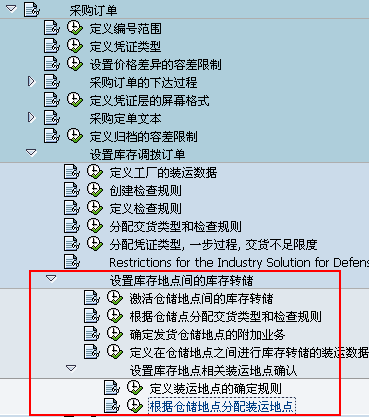 采购订单
定义编号范围
定义凭证类型
设置价格差异的容差限制
采购订单的下达过程
定义凭证层的屏幕格式
采购定单文本
定义归档的容差限制
设置库存调拨订单
定义工厂的装运数据
创建检查规则
定义检查规则
分配交货类型和检查规则
分配凭证类型, 一步过程, 交货不足限度
Restrictions for the Industry Solution for Defens
设置库存地点间的库存转储
激活仓储地点间的库存转储
根据仓储点分配交货类型和检查规则
确定发货仓储地点的附加业务
定义在仓储地点之间进行库存转储的装运数据
设置库存地点相关装运地点确认
定义装运地点的确定规则
根据仓储地点分配装运地点